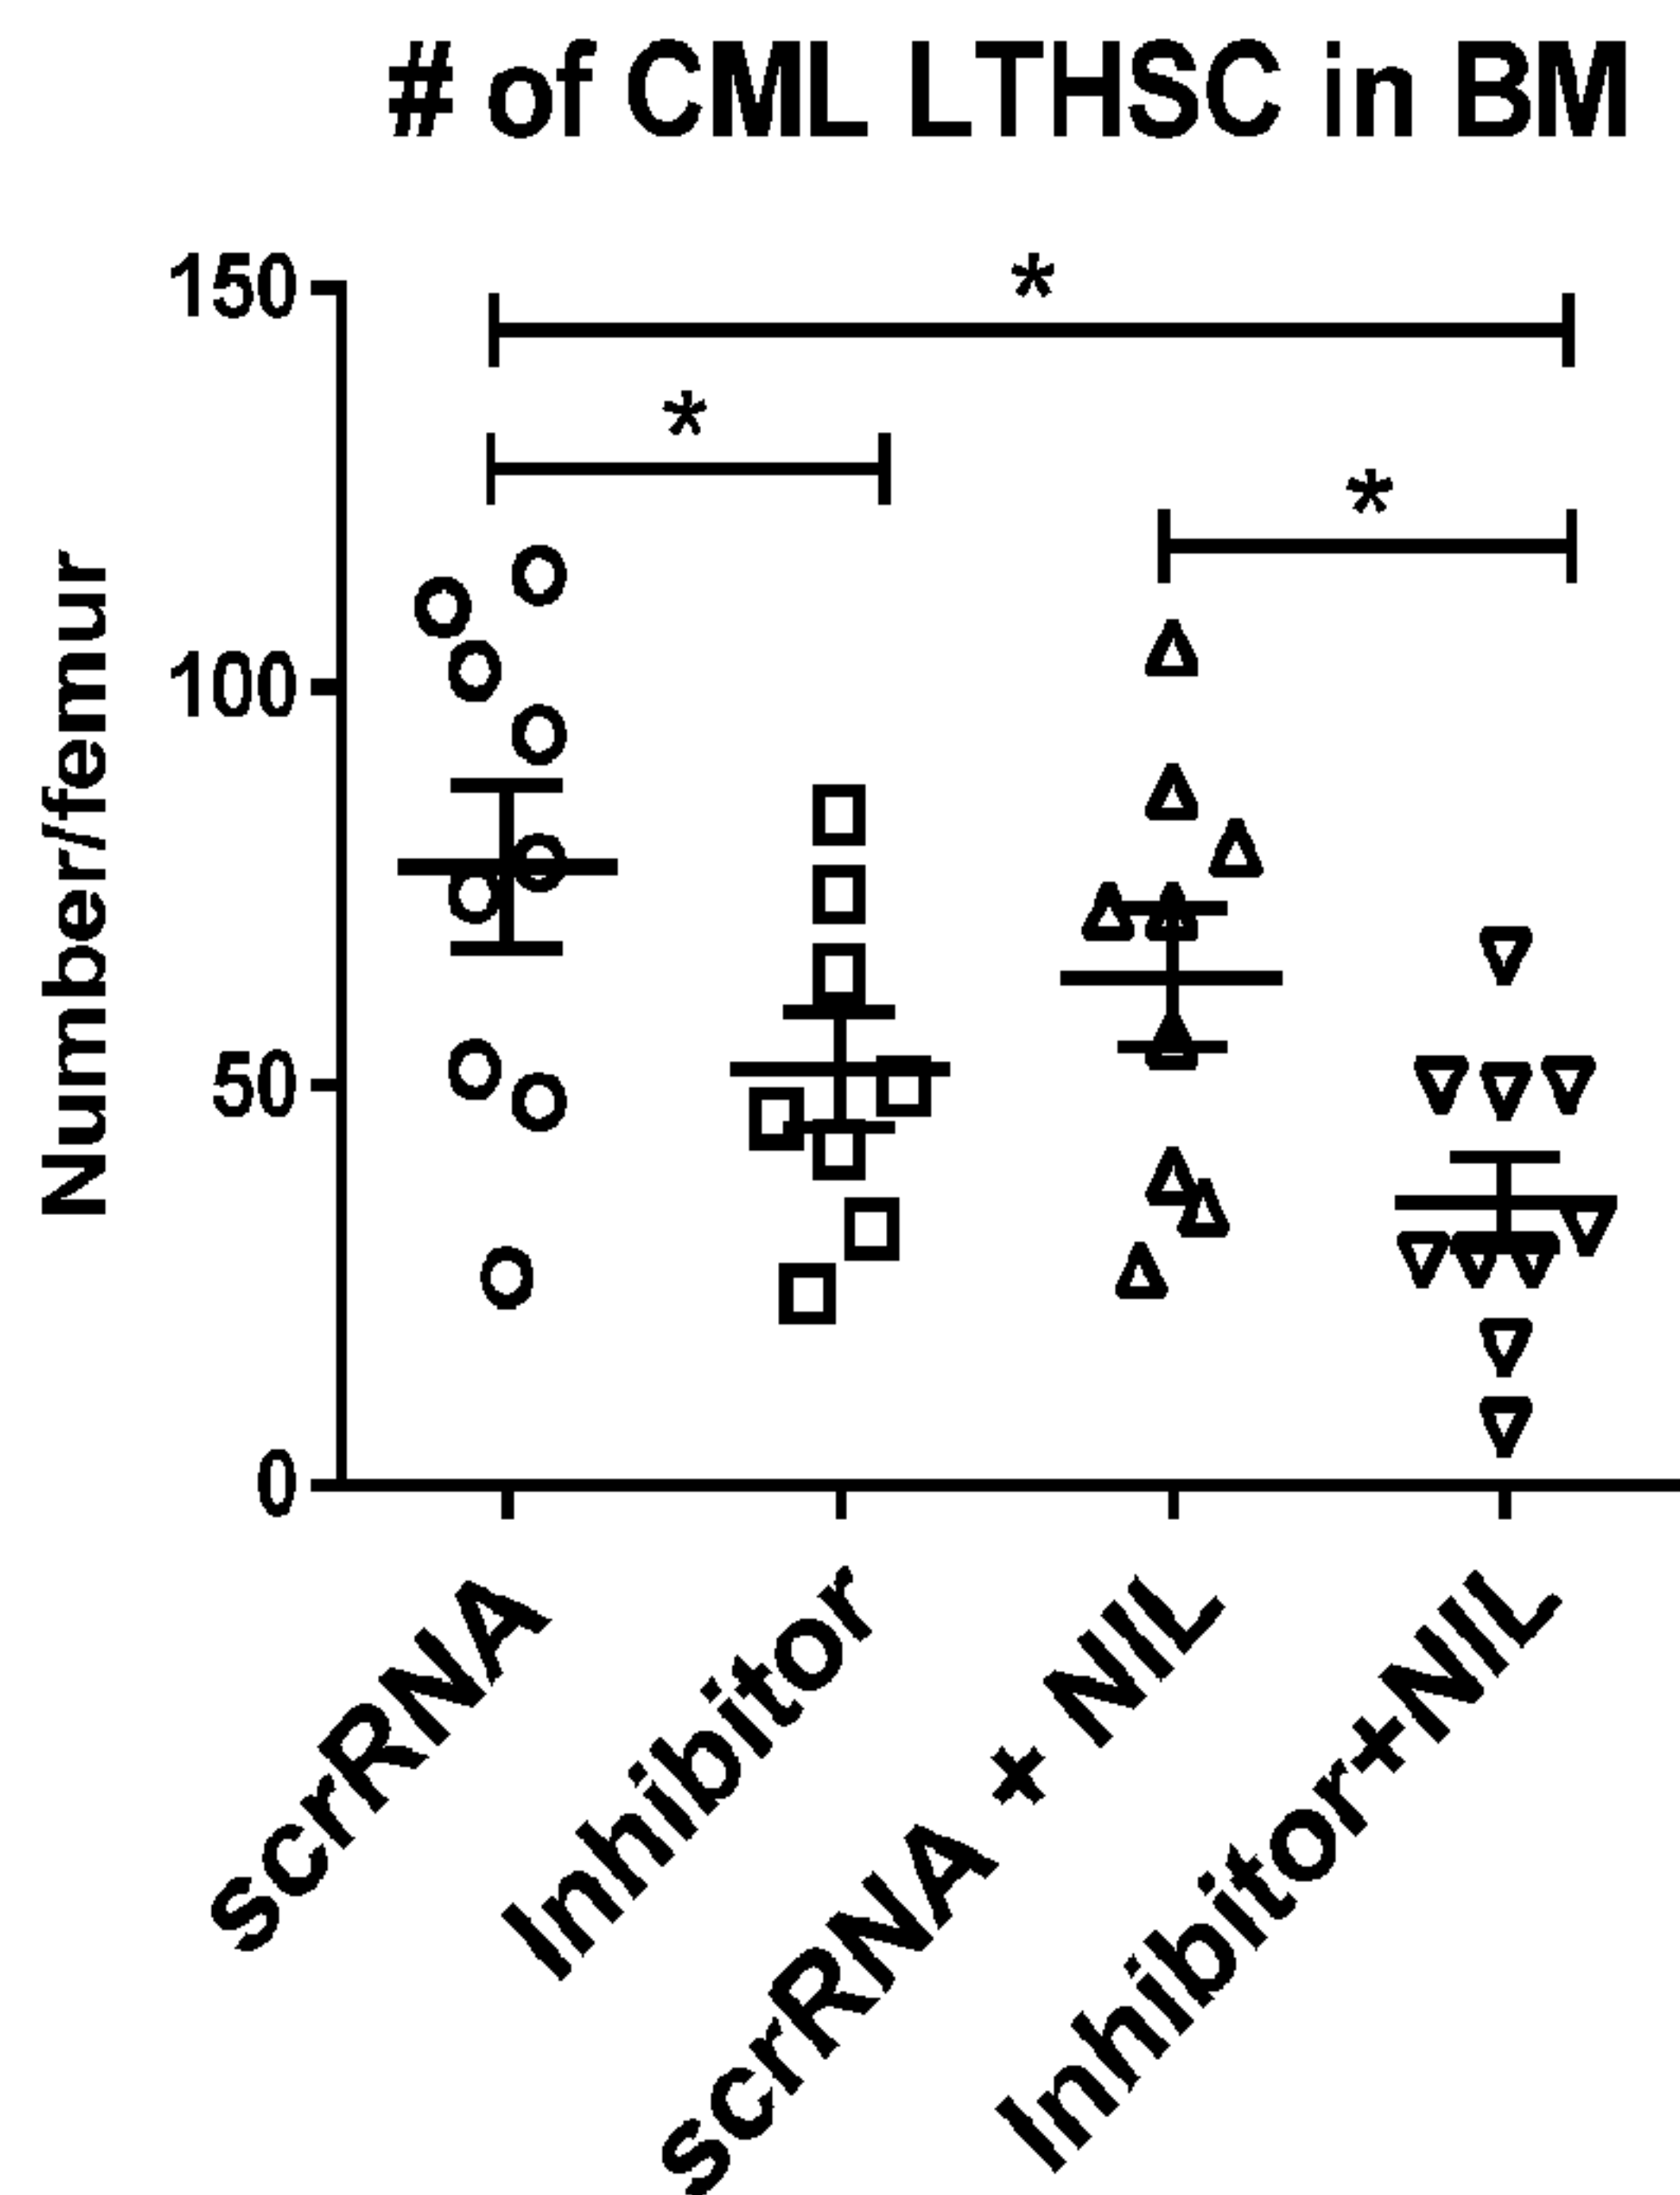 # of CML LTHSC in BM
Number/femur
150
100
50
0
*
*
*
scrRNA
Inhibitor
scrRNA + NIL
Inhibitor+NIL